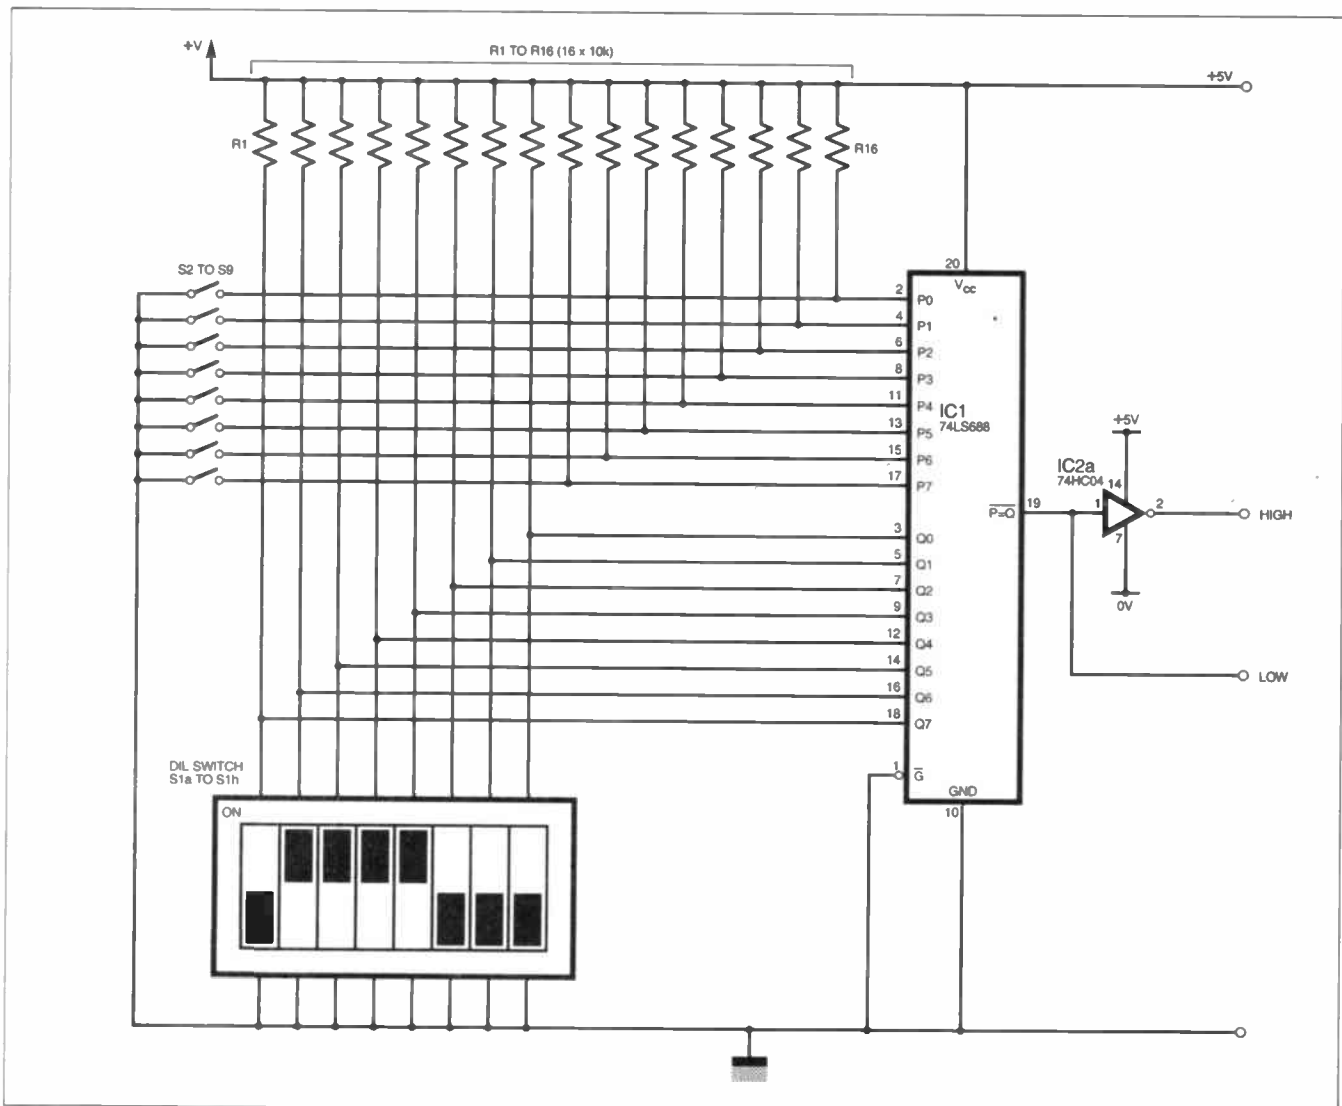 +V
R1 TO R16 (16 x 10k)
+5V
R1
R16
S2 TO S9
20
Vcc
2
P0
4
P1
6
P2
8
P3
11
P4
IC1
74LS688
13
P5
15
P6
17
P7
+5V
IC2a
74HC04
14
P=Q
19
1
2
HIGH
7
3
Q0
5
Q1
7
Q2
9
Q3
0V
12
Q4
14
Q5
16
Q6
LOW
18
Q7
DIL SWITCH
S1a TO S1h
1
G
GND
10
ON